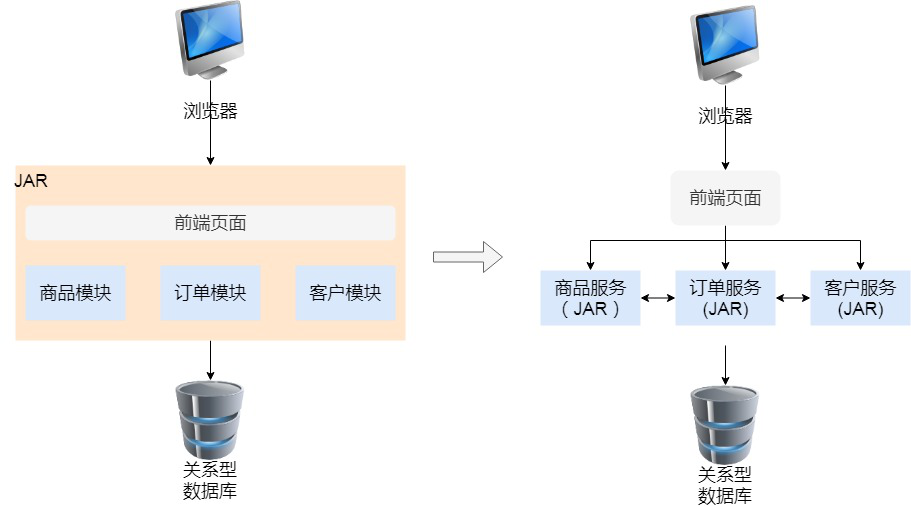 浏览器
JAR
前端页面
商品模块
订单模块
客户模块
关系型
数据库
浏览器
前端页面
商品服务
（ JAR ）
订单服务
(JAR)
客户服务
(JAR)
关系型
数据库